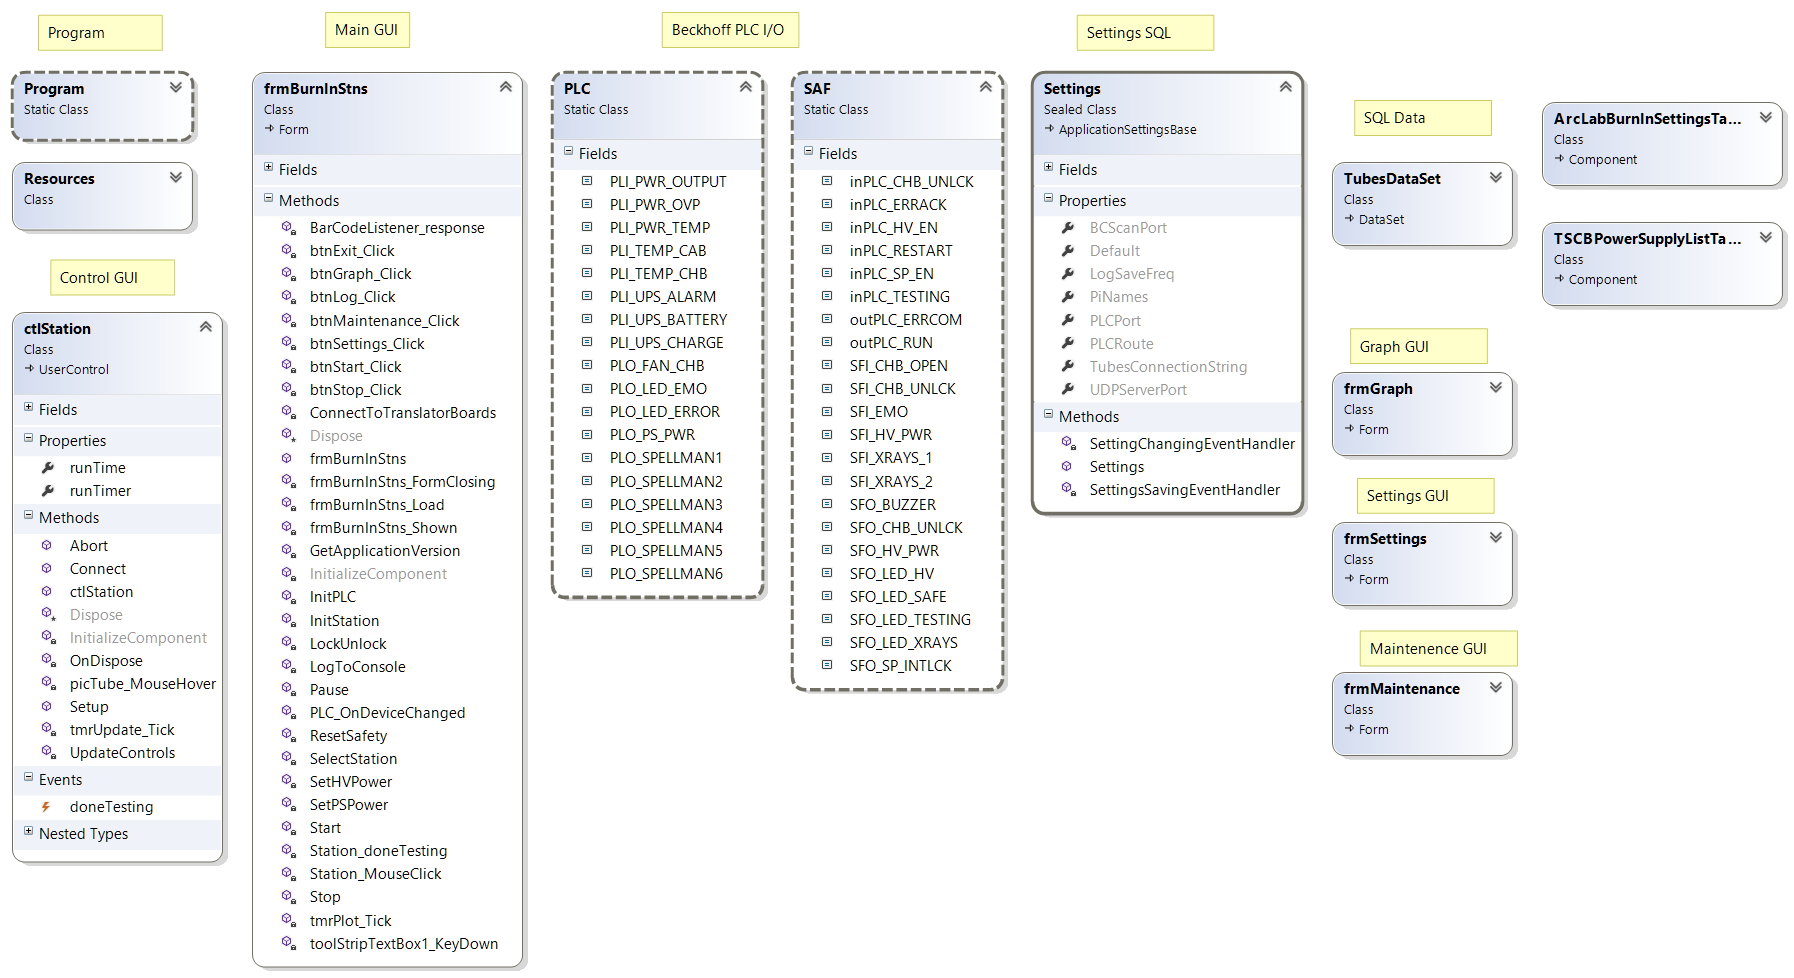 Program
Program
Static Class
Resources
Class
Control GUI
ctlStation
Class
UserControl
Fields
Properties
runTime
runTimer
Methods
Abort
Connect
ctlStation
Dispose
InitializeComponent
OnDispose
picTube_MouseHover
Setup
tmrUpdate_Tick
UpdateControls
Events
doneTesting
Nested Types
Main GUI
frmBurnInStns
Class
Form
Fields
Methods
BarCodeListener_response
btnExit_Click
btnGraph_Click
btnLog_Click
btnMaintenance_Click
btnSettings_Click
btnStart_Click
btnStop_Click
ConnectToTranslatorBoards
Dispose
frmBurnInStns
frmBurnInStns_FormClosing
frmBurnInStns_Load
frmBurnInStns_Shown
GetApplicationVersion
InitializeComponent
InitPLC
InitStation
LockUnlock
LogToConsole
Pause
PLC_OnDeviceChanged
ResetSafety
SelectStation
SetHVPower
SetPSPower
Start
Station_doneTesting
Station_MouseClick
Stop
tmrPlot_Tick
toolStripTextBox1_KeyDown
Beckhoff PLC I/O
PLC
Static Class
Fields
PLI_PWR_OUTPUT
PLI_PWR_OVP
PLI_PWR_TEMP
PLI_TEMP_CAB
PLI_TEMP_CHB
PLI_UPS_ALARM
PLI_UPS_BATTERY
PLI_UPS_CHARGE
PLO_FAN_CHB
PLO_LED_EMO
PLO_LED_ERROR
PLO_PS_PWR
PLO_SPELLMAN1
PLO_SPELLMAN2
PLO_SPELLMAN3
PLO_SPELLMAN4
PLO_SPELLMAN5
PLO_SPELLMAN6
SAF
Static Class
Fields
inPLC_CHB_UNLCK
inPLC_ERRACK
inPLC_HV_EN
inPLC_RESTART
inPLC_SP_EN
inPLC_TESTING
outPLC_ERRCOM
outPLC_RUN
SFI_CHB_OPEN
SFI_CHB_UNLCK
SFI_EMO
SFI_HV_PWR
SFI_XRAYS_1
SFI_XRAYS_2
SFO_BUZZER
SFO_CHB_UNLCK
SFO_HV_PWR
SFO_LED_HV
SFO_LED_SAFE
SFO_LED_TESTING
SFO_LED_XRAYS
SFO_SP_INTLCK
Settings SQL
Settings
Sealed Class
ApplicationSettingsBase
Fields
Properties
BCScanPort
Default
LogSaveFreq
PiNames
PLCPort
PLCRoute
TubesConnectionString
UDPServerPort
Methods
SettingChangingEventHandler
Settings
SettingsSavingEventHandler
SQL Data
TubesDataSet
Class
DataSet
ArcLabBurnInSettingsTa...
Class
Component
TSCBPowerSupplyListTa...
Class
Component
Graph GUI
frmGraph
Class
Form
Settings GUI
frmSettings
Class
Form
Maintenence GUI
frmMaintenance
Class
Form